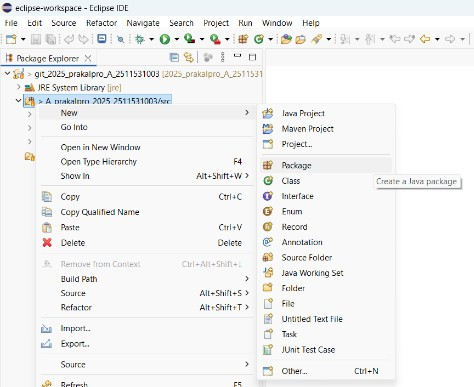 eclipse-workspace - Eclipse IDE
File Edit Source Refactor Navigate Search Project Run Window Help
Package Explorer
> git_2025_prakalpro_A_2511531003 [2025_prakalpro_A_251153
JRE System Library [jre]
> A_prakalpro_2025_2511531003/src
New
Go Into
Open in New Window
Open Type Hierarchy F4
Show In Alt+Shift+W >
Copy Ctrl+C
Copy Qualified Name
Paste Ctrl+V
Delete Delete
Remove from Context Ctrl+Alt+Shift+↓
Build Path
Source Alt+Shift+S >
Refactor Alt+Shift+T >
Import...
Export...
Source
Refresh F5
Java Project
Maven Project
Project...
Package
Class
Interface
Enum
Record
Annotation
Source Folder
Java Working Set
Folder
File
Untitled Text File
Task
JUnit Test Case
Other... Ctrl+N
Create a Java package